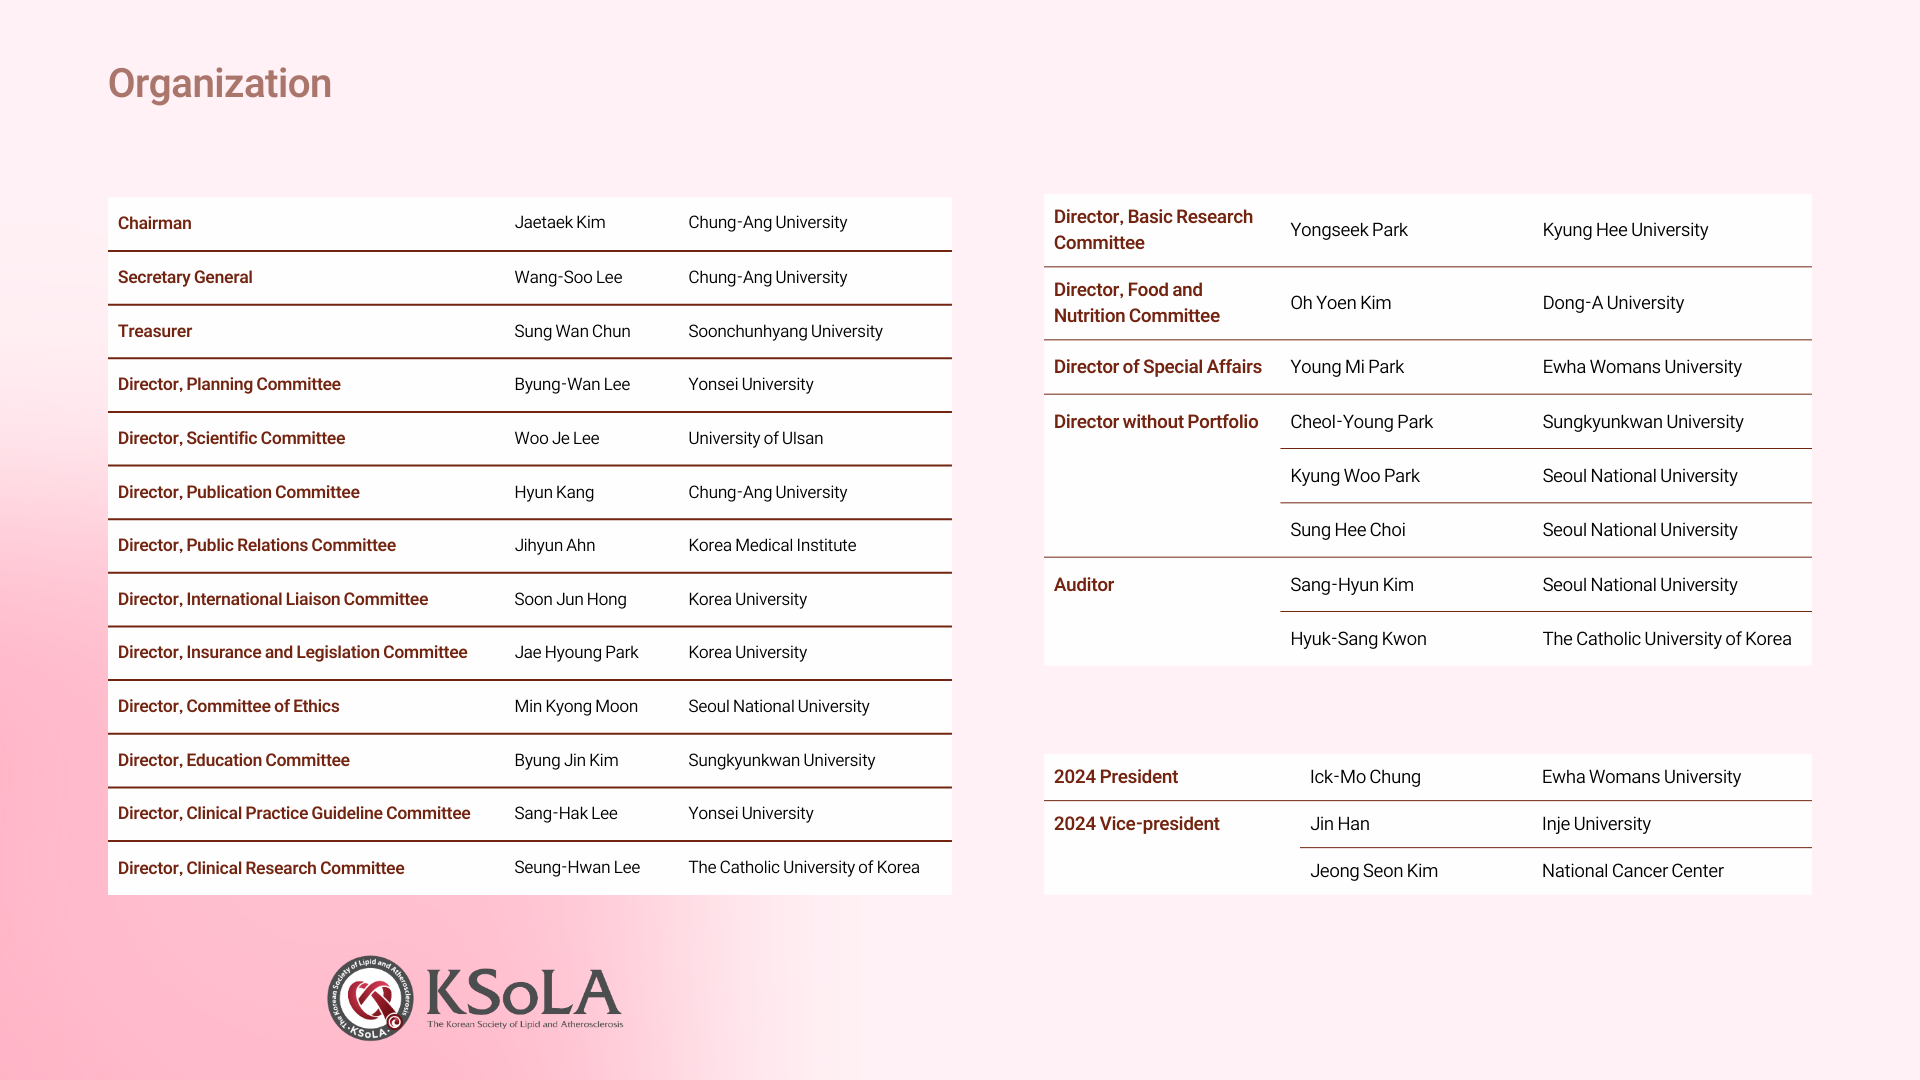 Organization
Chairman Jaetaek Kim Chung-Ang University
Secretary General Wang-Soo Lee Chung-Ang University
Treasurer Sung Wan Chun Soonchunhyang University
Director, Planning Committee Byung-Wan Lee Yonsei University
Director, Scientific Committee Woo Je Lee University of Ulsan
Director, Publication Committee Hyun Kang Chung-Ang University
Director, Public Relations Committee Jihyun Ahn Korea Medical Institute
Director, International Liaison Committee Soon Jun Hong Korea University
Director, Insurance and Legislation Committee Jae Hyoung Park Korea University
Director, Committee of Ethics Min Kyong Moon Seoul National University
Director, Education Committee Byung Jin Kim Sungkyunkwan University
Director, Clinical Practice Guideline Committee Sang-Hak Lee Yonsei University
Director, Clinical Research Committee Seung-Hwan Lee The Catholic University of Korea
Director, Basic Research
Committee Yongseek Park Kyung Hee University
Director, Food and
Nutrition Committee Oh Yoen Kim Dong-A University
Director of Special Affairs Young Mi Park Ewha Womans University
Director without Portfolio Cheol-Young Park Sungkyunkwan University
Kyung Woo Park Seoul National University
Sung Hee Choi Seoul National University
Auditor Sang-Hyun Kim Seoul National University
Hyuk-Sang Kwon The Catholic University of Korea
2024 President Ick-Mo Chung Ewha Womans University
2024 Vice-president Jin Han Inje University
Jeong Seon Kim National Cancer Center
The Korean Society of Lipid and Atherosclerosis
·KSoLA·
KSoLA
The Korean Society of Lipid and Atherosclerosis